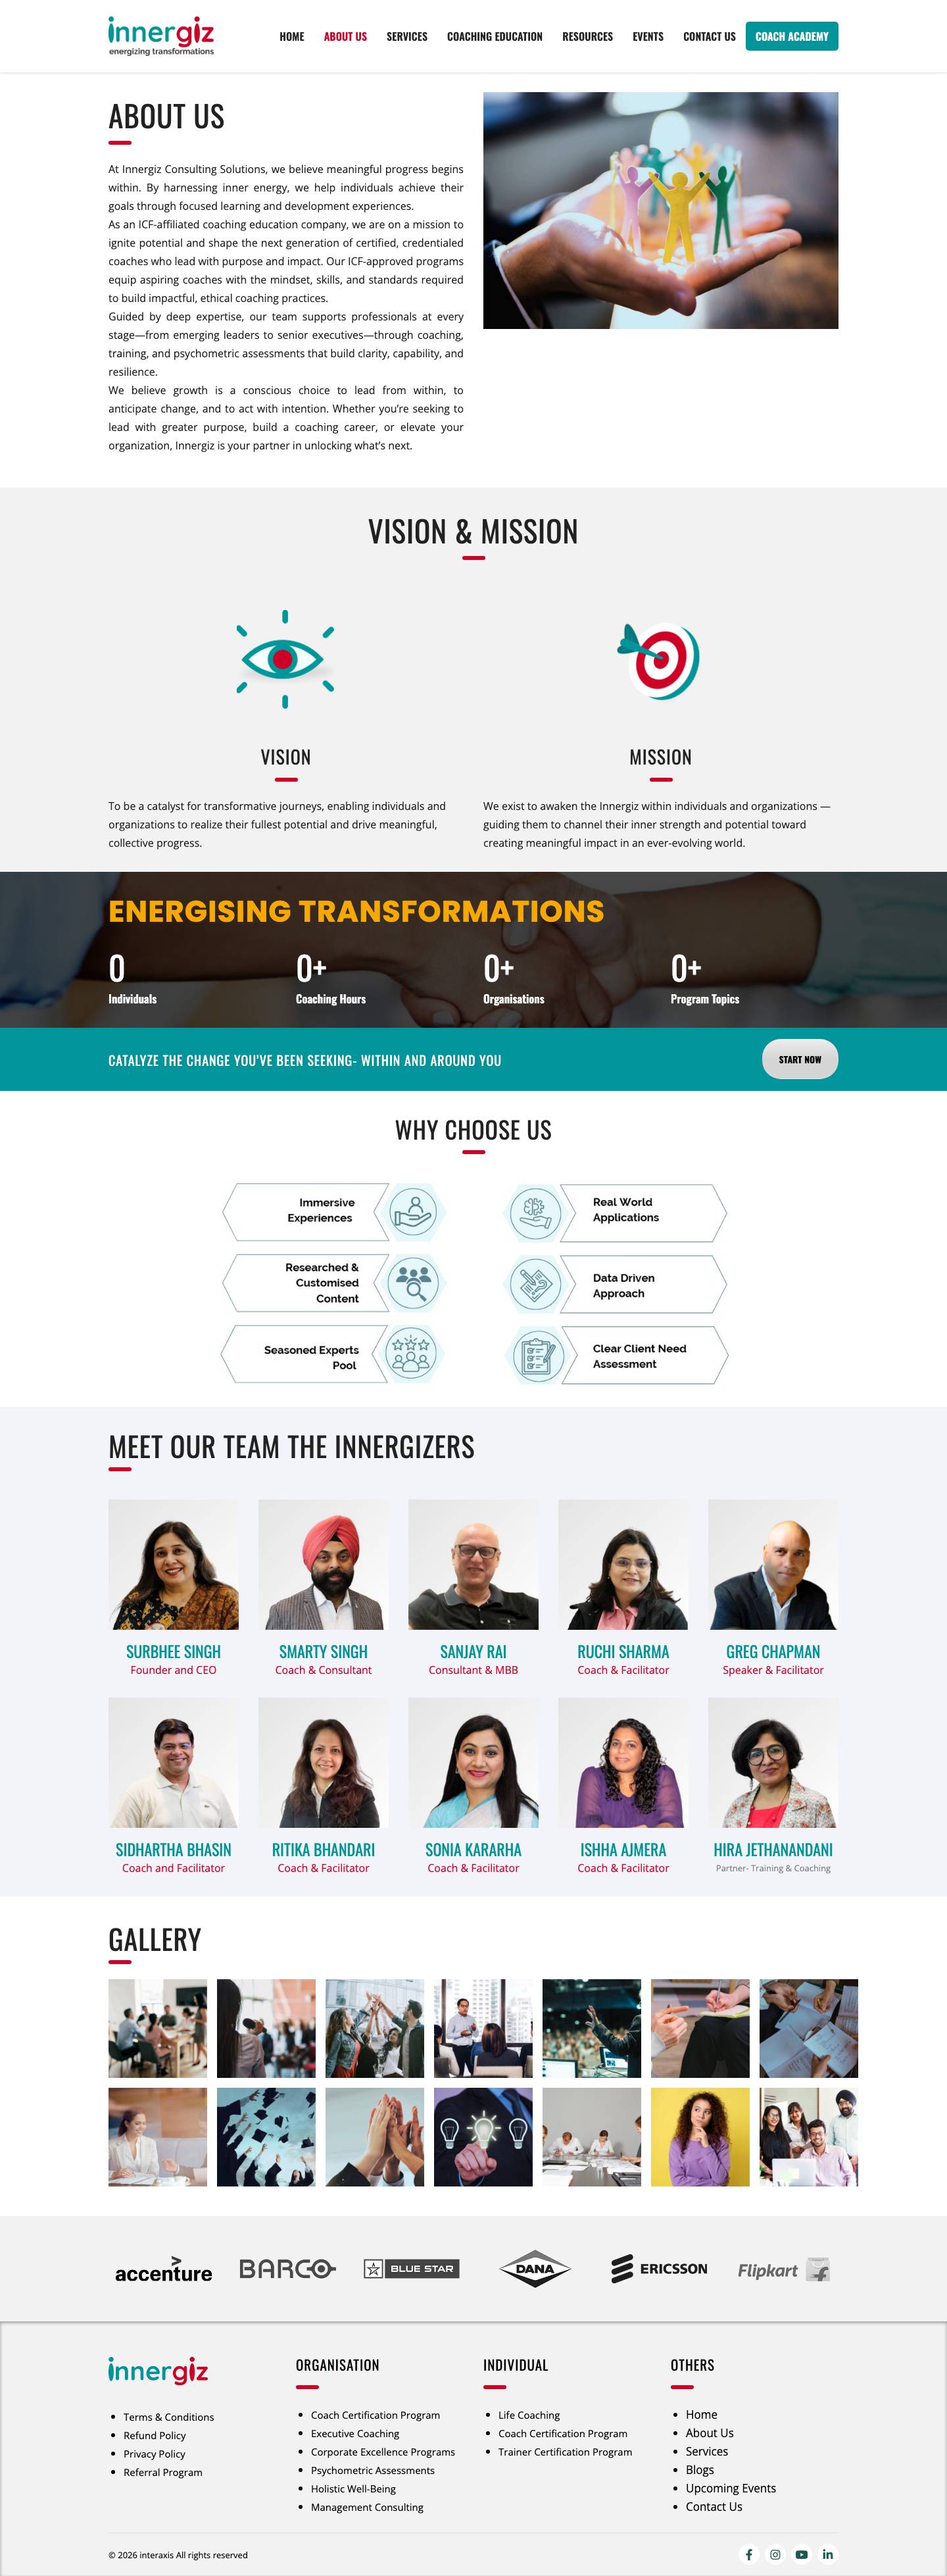 innergiz
energizing transformations
HOME
ABOUT US
SERVICES
COACHING EDUCATION
RESOURCES
EVENTS
CONTACT US
COACH ACADEMY
ABOUT US
At Innergiz Consulting Solutions, we believe meaningful progress begins
within. By harnessing inner energy, we help individuals achieve their
goals through focused learning and development experiences.
As an ICF-affiliated coaching education company, we are on a mission to
ignite potential and shape the next generation of certified, credentialed
coaches who lead with purpose and impact. Our ICF-approved programs
equip aspiring coaches with the mindset, skills, and standards required
to build impactful, ethical coaching practices.
Guided by deep expertise, our team supports professionals at every
stage—from emerging leaders to senior executives—through coaching,
training, and psychometric assessments that build clarity, capability, and
resilience.
We believe growth is a conscious choice to lead from within, to
anticipate change, and to act with intention. Whether you’re seeking to
lead with greater purpose, build a coaching career, or elevate your
organization, Innergiz is your partner in unlocking what’s next.
VISION & MISSION
VISION
To be a catalyst for transformative journeys, enabling individuals and
organizations to realize their fullest potential and drive meaningful,
collective progress.
MISSION
We exist to awaken the Innergiz within individuals and organizations —
guiding them to channel their inner strength and potential toward
creating meaningful impact in an ever-evolving world.
ENERGISING TRANSFORMATIONS
0
Individuals
0+
Coaching Hours
0+
Organisations
0+
Program Topics
CATALYZE THE CHANGE YOU’VE BEEN SEEKING- WITHIN AND AROUND YOU
START NOW
WHY CHOOSE US
Immersive
Experiences
Real World
Applications
Researched &
Customised
Content
Data Driven
Approach
Seasoned Experts
Pool
Clear Client Need
Assessment
MEET OUR TEAM THE INNERGIZERS
SURBHEE SINGH
Founder and CEO
SMARTY SINGH
Coach & Consultant
SANJAY RAI
Consultant & MBB
RUCHI SHARMA
Coach & Facilitator
GREG CHAPMAN
Speaker & Facilitator
SIDHARTHA BHASIN
Coach and Facilitator
RITIKA BHANDARI
Coach & Facilitator
SONIA KARARHA
Coach & Facilitator
ISHHA AJMERA
Coach & Facilitator
HIRA JETHANANDANI
Partner- Training & Coaching
GALLERY
accenture
BARCO
BLUE STAR
DANA
ERICSSON
Flipkart
innergiz
Terms & Conditions
Refund Policy
Privacy Policy
Referral Program
ORGANISATION
Coach Certification Program
Executive Coaching
Corporate Excellence Programs
Psychometric Assessments
Holistic Well-Being
Management Consulting
INDIVIDUAL
Life Coaching
Coach Certification Program
Trainer Certification Program
OTHERS
Home
About Us
Services
Blogs
Upcoming Events
Contact Us
© 2026 interaxis All rights reserved